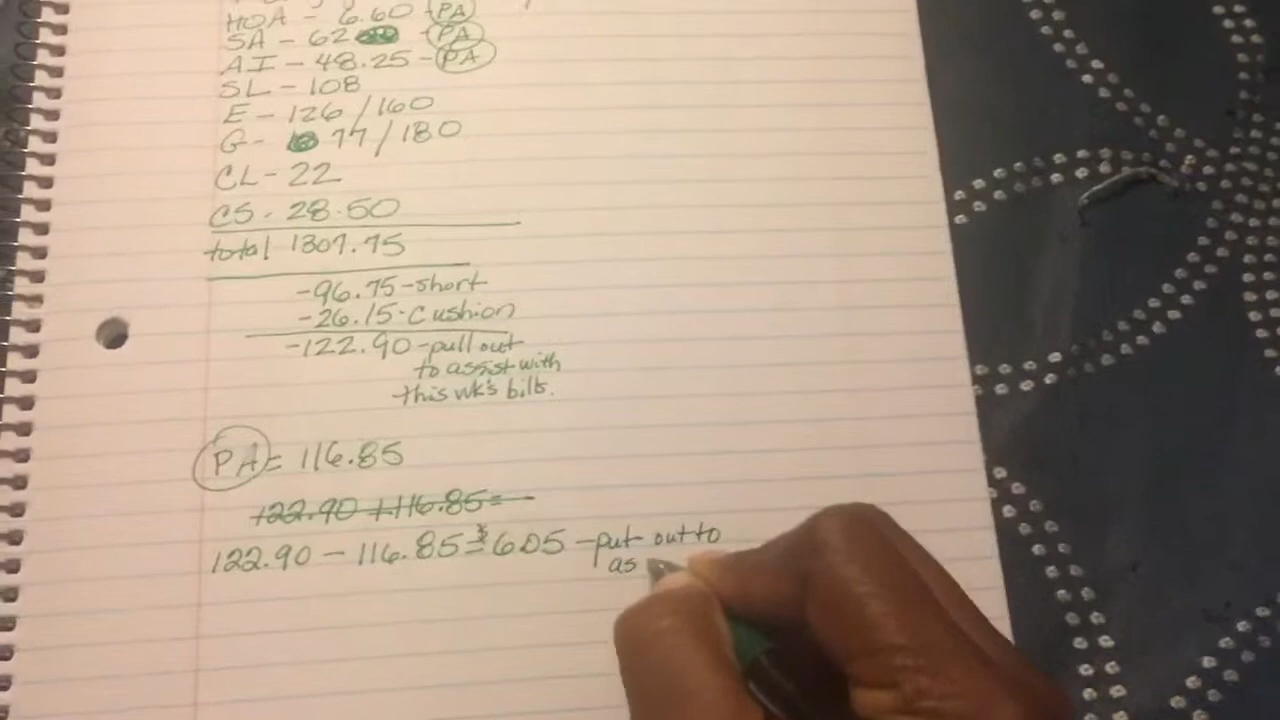 HOA - 6.60 - PA
SA - 62 - PA
AI - 48.25 - PA
SL - 108
E - 126 / 160
G - 77 / 180
CL - 22
CS - 28.50
total 1307.75
-96.75 - short
-26.15 - cushion
-122.90 - pull out
to assist with
this wk's bills.
PA = 116.85
122.90 + 116.85 =
122.90 - 116.85 = $6.05 - put out to
as